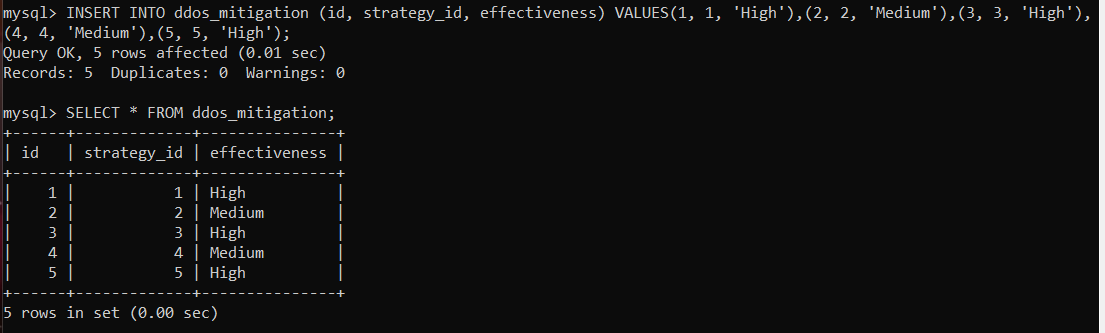 mysql> INSERT INTO ddos_mitigation (id, strategy_id, effectiveness) VALUES(1, 1, 'High'),(2, 2, 'Medium'),(3, 3, 'High'),
(4, 4, 'Medium'),(5, 5, 'High');
Query OK, 5 rows affected (0.01 sec)
Records: 5  Duplicates: 0  Warnings: 0

mysql> SELECT * FROM ddos_mitigation;
+------+-------------+---------------+
| id   | strategy_id | effectiveness |
+------+-------------+---------------+
|    1 |           1 | High          |
|    2 |           2 | Medium        |
|    3 |           3 | High          |
|    4 |           4 | Medium        |
|    5 |           5 | High          |
+------+-------------+---------------+
5 rows in set (0.00 sec)